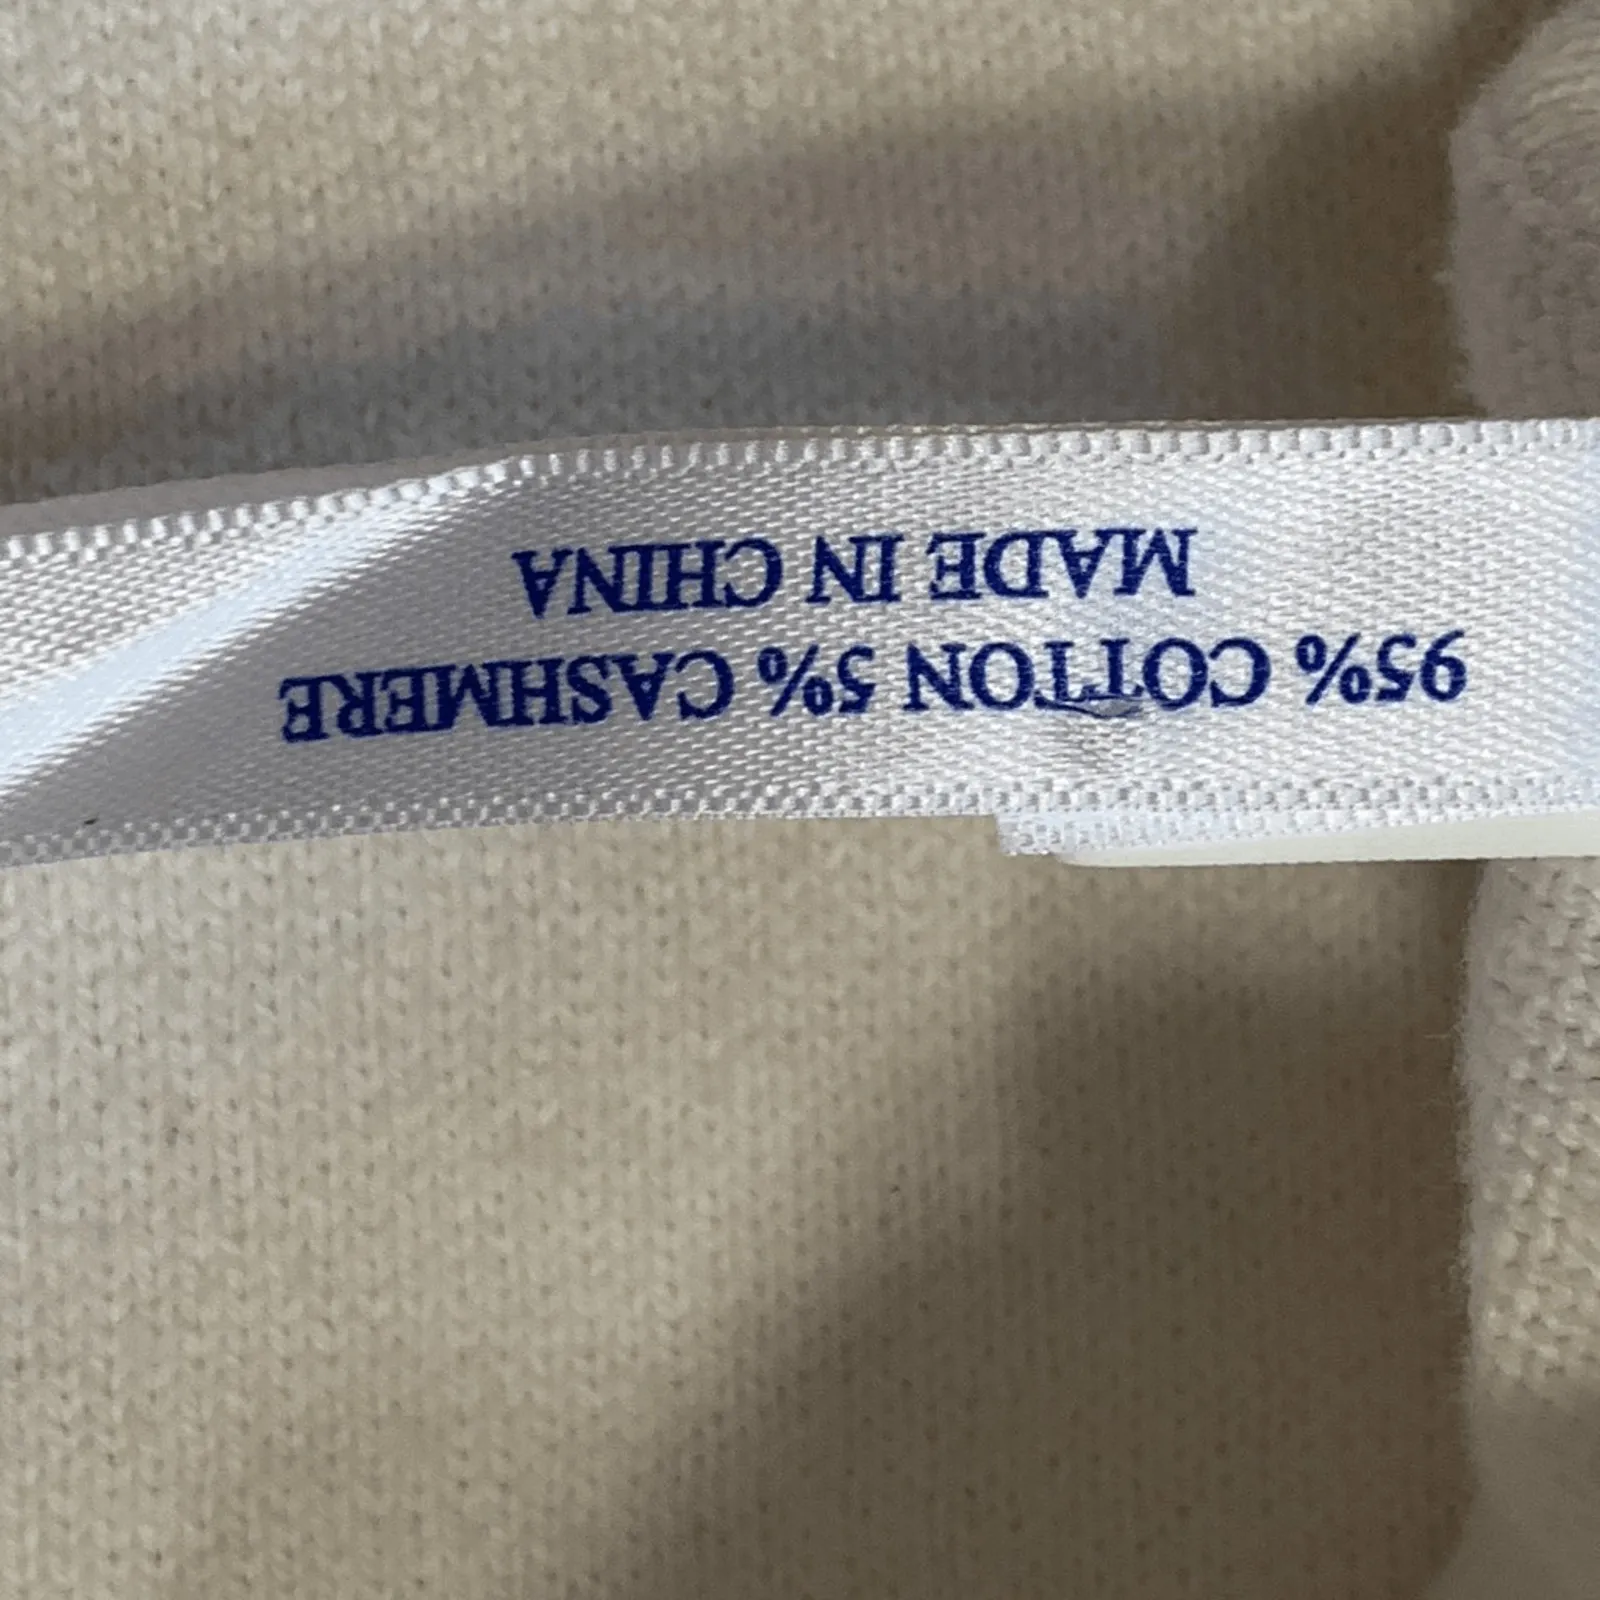 95% COTTON 5% CASHMERE
MADE IN CHINA